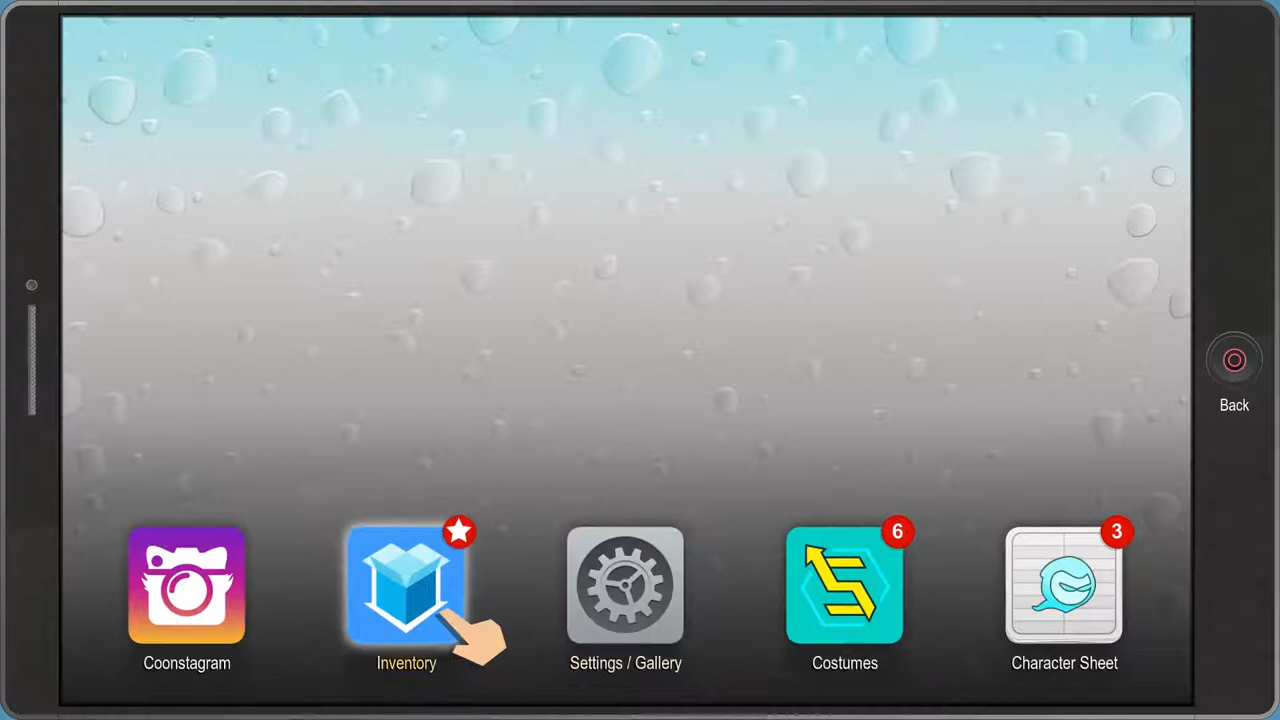 Back
6
3
Coonstagram
Inventory
Settings / Gallery
Costumes
Character Sheet